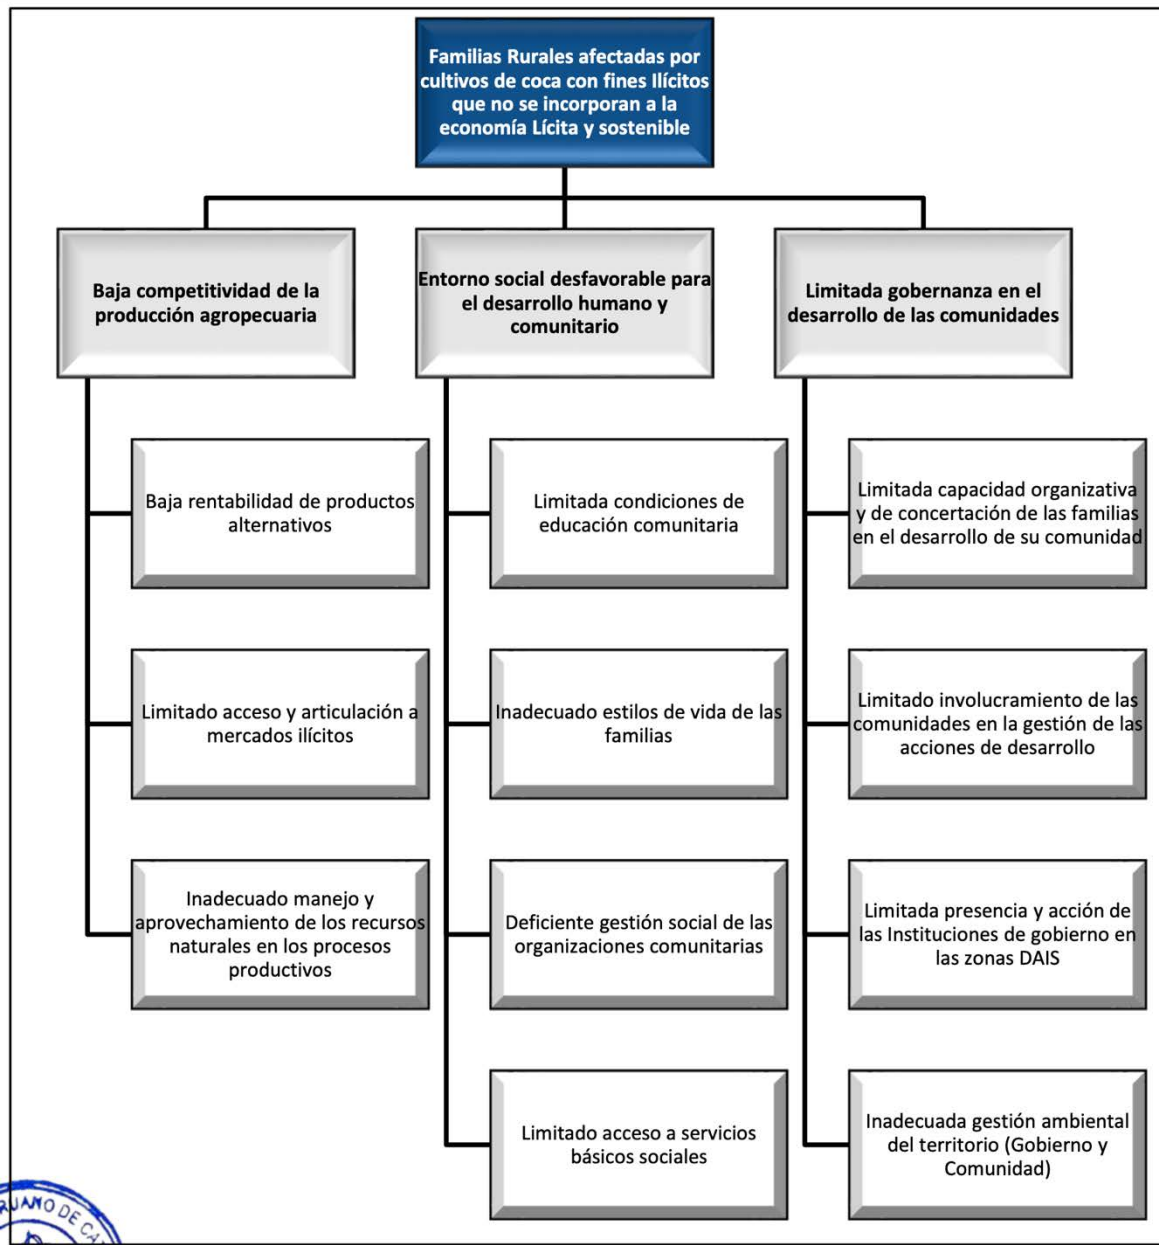 Familias Rurales afectadas por
cultivos de coca con fines Ilícitos
que no se incorporan a la
economía Lícita y sostenible
Baja competitividad de la
producción agropecuaria
Baja rentabilidad de productos
alternativos
Limitado acceso y articulación a
mercados ilícitos
Inadecuado manejo y
aprovechamiento de los recursos
naturales en los procesos
productivos
Entorno social desfavorable para
el desarrollo humano y
comunitario
Limitada condiciones de
educación comunitaria
Inadecuado estilos de vida de las
familias
Deficiente gestión social de las
organizaciones comunitarias
Limitado acceso a servicios
básicos sociales
Limitada gobernanza en el
desarrollo de las comunidades
Limitada capacidad organizativa
y de concertación de las familias
en el desarrollo de su comunidad
Limitado involucramiento de las
comunidades en la gestión de las
acciones de desarrollo
Limitada presencia y acción de
las Instituciones de gobierno en
las zonas DAIS
Inadecuada gestión ambiental
del territorio (Gobierno y
Comunidad)
DE